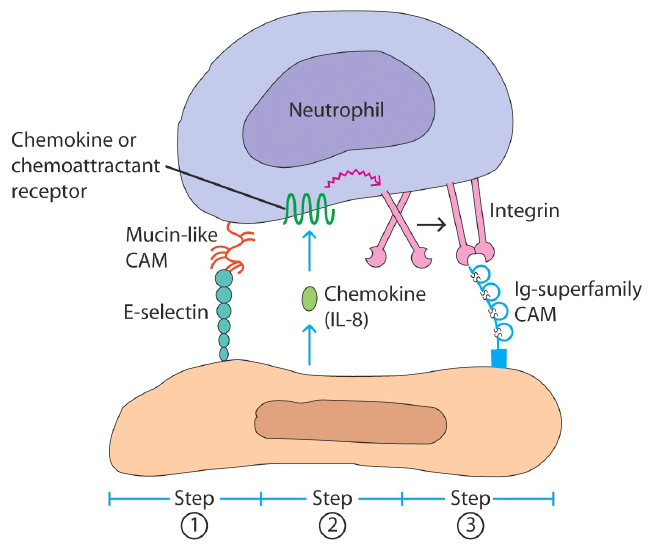 Neutrophil
Chemokine or
chemoattractant
receptor
Mucin-like
CAM
Integrin
E-selectin
Chemokine
(IL-8)
Ig-superfamily
CAM
S
S
S
S
S
S
S
S
Step
1
Step
2
Step
3